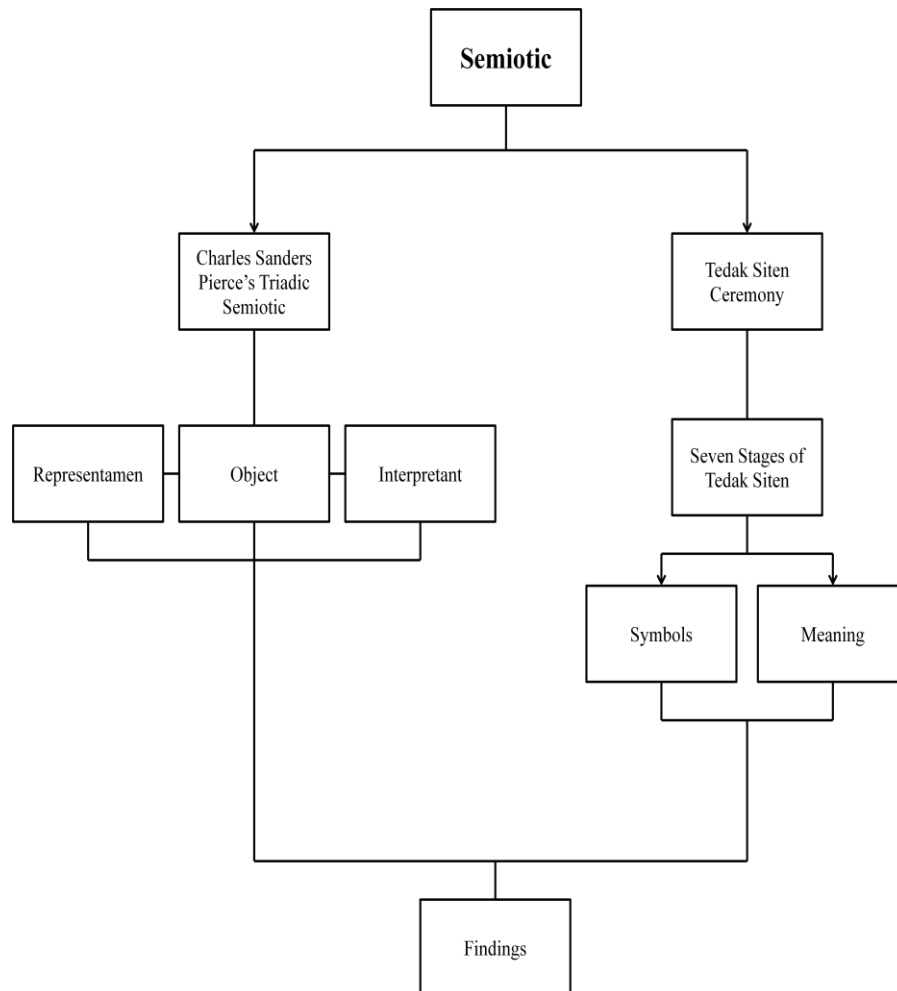 Semiotic
Charles Sanders
Pierce’s Triadic
Semiotic
Tedak Siten
Ceremony
Representamen
Object
Interpretant
Seven Stages of
Tedak Siten
Symbols
Meaning
Findings